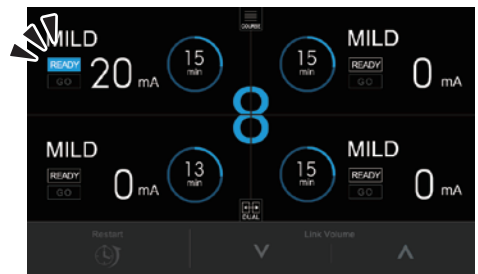 COURSE
MILD
READY
GO
20 mA
15
min
MILD
READY
GO
0 mA
15
min
8
MILD
READY
GO
0 mA
13
min
MILD
READY
GO
0 mA
15
min
DUAL
Restart
Link Volume